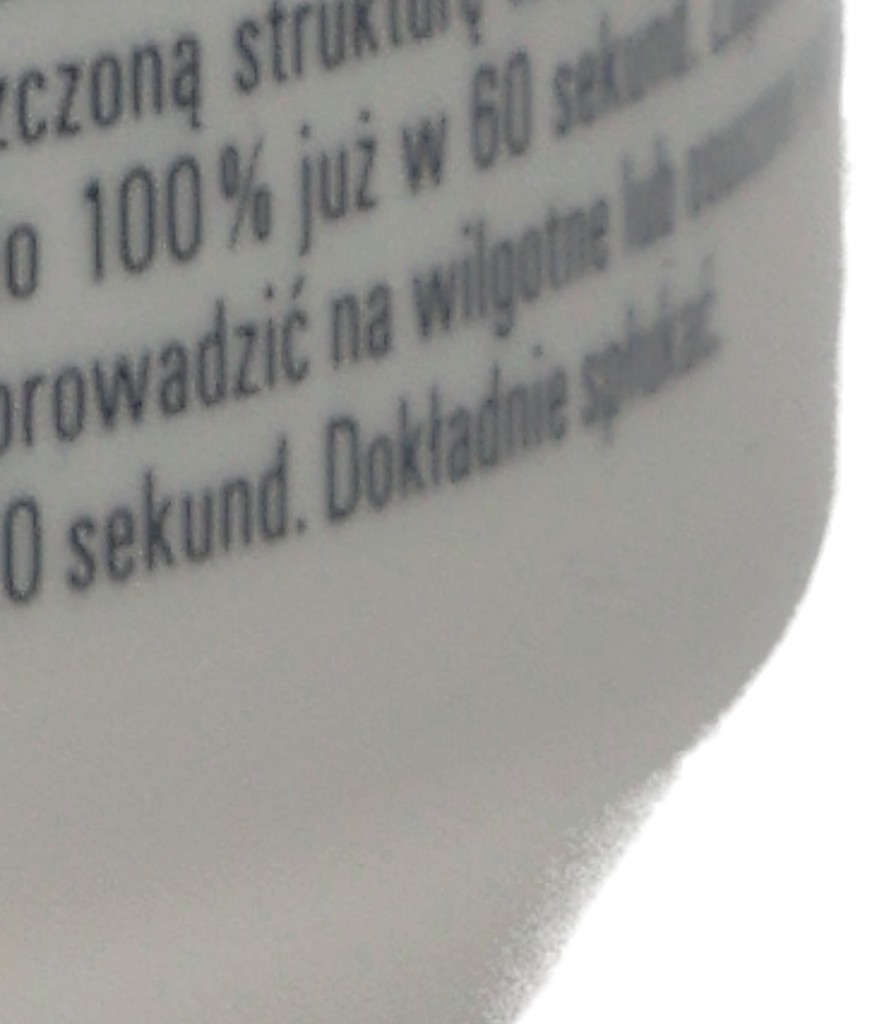 zczoną strukturę
o 100% już w 60 sekund.
prowadzić na wilgotne lub
0 sekund. Dokładnie spłukać.